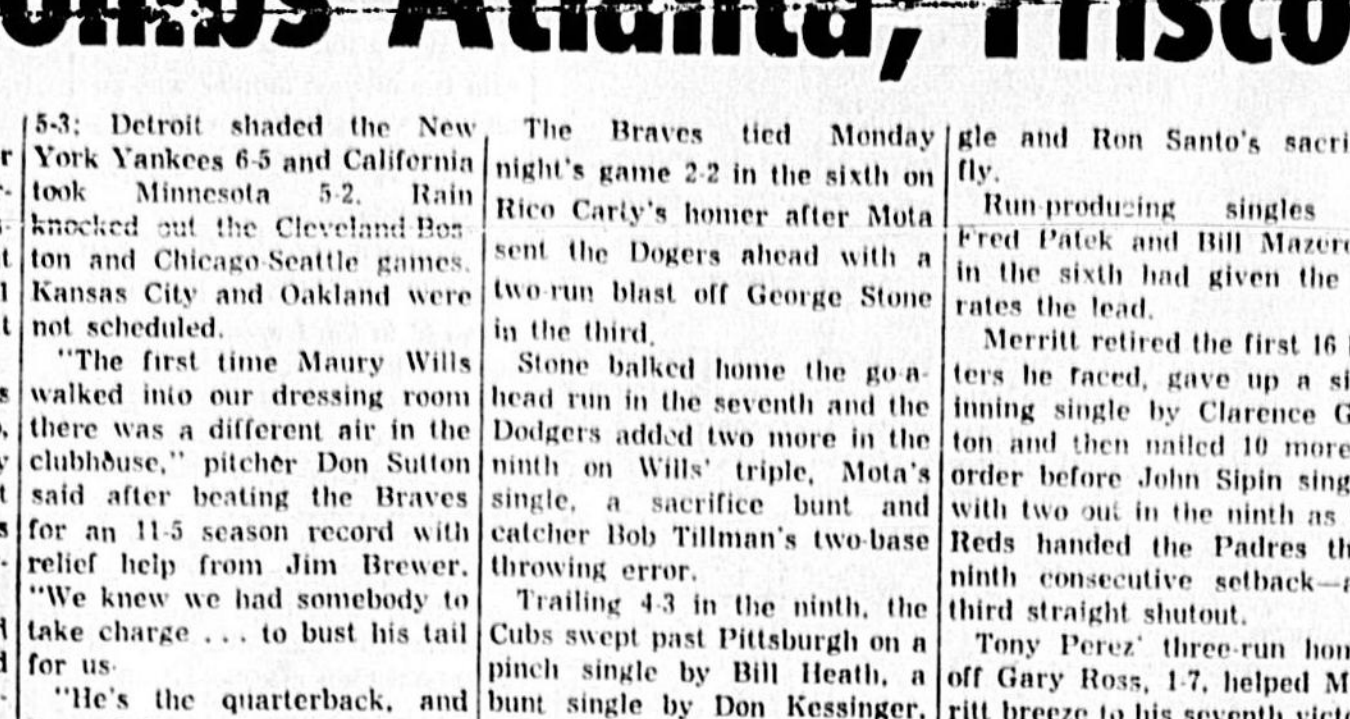 Atlanta, Frisco
5-3; Detroit shaded the New
York Yankees 6-5 and California
took Minnesota 5-2. Rain
knocked out the Cleveland-Bos-
ton and Chicago-Seattle games.
Kansas City and Oakland were
not scheduled.
"The first time Maury Wills
walked into our dressing room
there was a different air in the
clubhouse," pitcher Don Sutton
said after beating the Braves
for an 11-5 season record with
relief help from Jim Brewer.
"We knew we had somebody to
take charge . . . to bust his tail
for us.
"He's the quarterback, and
The Braves tied Monday
night's game 2-2 in the sixth on
Rico Carty's homer after Mota
sent the Dogers ahead with a
two-run blast off George Stone
in the third.
Stone balked home the go-a-
head run in the seventh and the
Dodgers added two more in the
ninth on Wills' triple, Mota's
single, a sacrifice bunt and
catcher Bob Tillman's two-base
throwing error.
Trailing 4-3 in the ninth, the
Cubs swept past Pittsburgh on a
pinch single by Bill Heath, a
bunt single by Don Kessinger,
gle and Ron Santo's sacri
fly.
Run-producing singles
Fred Patek and Bill Mazero
in the sixth had given the
rates the lead.
Merritt retired the first 16
ters he faced, gave up a si
inning single by Clarence G
ton and then nailed 10 more
order before John Sipin sing
with two out in the ninth as
Reds handed the Padres th
ninth consecutive setback—a
third straight shutout.
Tony Perez' three-run hom
off Gary Ross, 1-7, helped M
ritt breeze to his seventh victo